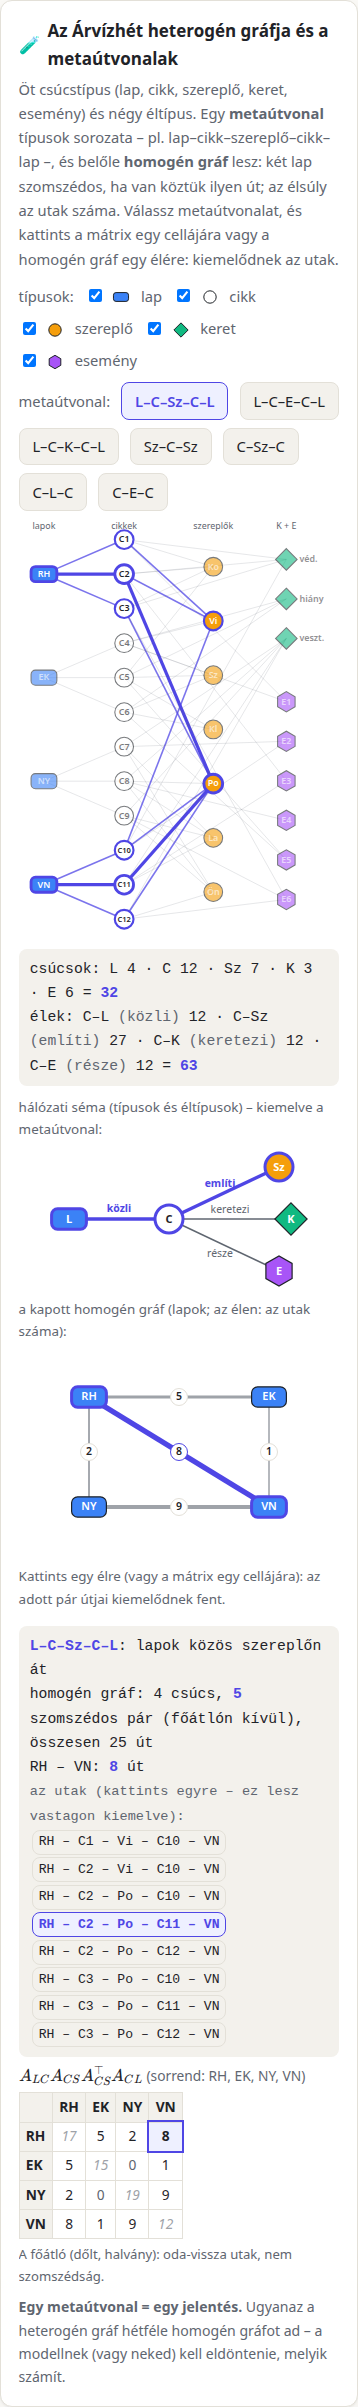 Az Árvízhét heterogén gráfja és a
metaútvonalak
Öt csúcstípus (lap, cikk, szereplő, keret,
esemény) és négy éltípus. Egy metaútvonal
típusok sorozata – pl. lap–cikk–szereplő–cikk–
lap –, és belőle homogén gráf lesz: két lap
szomszédos, ha van köztük ilyen út; az élsúly
az utak száma. Válassz metaútvonalat, és
kattints a mátrix egy cellájára vagy a
homogén gráf egy élére: kiemelődnek az utak.
típusok: lap cikk
szereplő keret
esemény
metaútvonal: L–C–Sz–C–L L–C–E–C–L
L–C–K–C–L Sz–C–Sz C–Sz–C
C–L–C C–E–C
lapok cikkek szereplők K + E
C1
Ko véd.
RH C2
hiány
C3 Vi
C4 veszt.
EK C5 Sz
E1
C6
Ki
C7 E2
NY C8 Po E3
C9 E4
La
C10 E5
VN C11 Ön
E6
C12
csúcsok: L 4 · C 12 · Sz 7 · K 3
· E 6 = 32
élek: C–L (közli) 12 · C–Sz
(említi) 27 · C–K (keretezi) 12 ·
C–E (része) 12 = 63
hálózati séma (típusok és éltípusok) – kiemelve a
metaútvonal:
Sz
említi
közli keretezi
L C K
része
E
a kapott homogén gráf (lapok; az élen: az utak
száma):
RH 5 EK
2 8 1
NY 9 VN
Kattints egy élre (vagy a mátrix egy cellájára): az
adott pár útjai kiemelődnek fent.
L–C–Sz–C–L: lapok közös szereplőn
át
homogén gráf: 4 csúcs, 5
szomszédos pár (főátlón kívül),
összesen 25 út
RH – VN: 8 út
az utak (kattints egyre – ez lesz
vastagon kiemelve):
RH – C1 – Vi – C10 – VN
RH – C2 – Vi – C10 – VN
RH – C2 – Po – C10 – VN
RH – C2 – Po – C11 – VN
RH – C2 – Po – C12 – VN
RH – C3 – Po – C10 – VN
RH – C3 – Po – C11 – VN
RH – C3 – Po – C12 – VN
A_LC A_CS A_CS^⊤ A_CL (sorrend: RH, EK, NY, VN)
RH EK NY VN
RH 17 5 2 8
EK 5 15 0 1
NY 2 0 19 9
VN 8 1 9 12
A főátló (dőlt, halvány): oda-vissza utak, nem
szomszédság.
Egy metaútvonal = egy jelentés. Ugyanaz a
heterogén gráf hétféle homogén gráfot ad – a
modellnek (vagy neked) kell eldöntenie, melyik
számít.